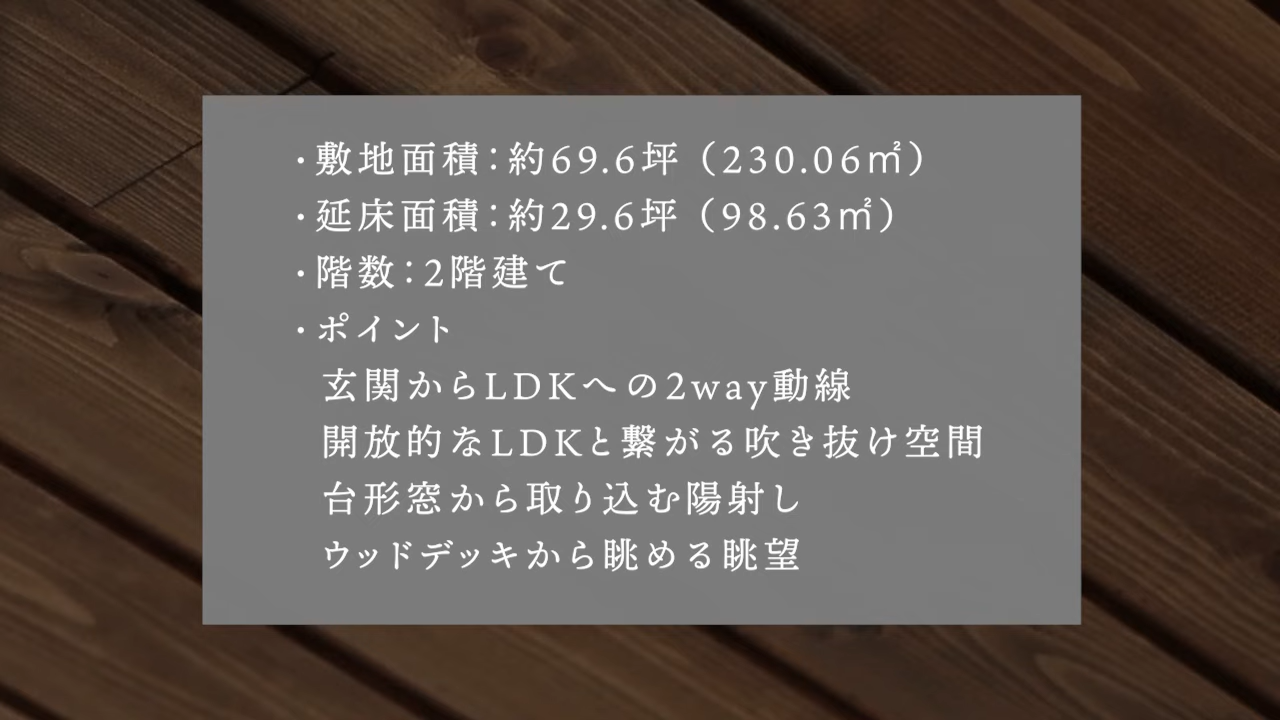 ・敷地面積：約69.6坪（230.06㎡）
・延床面積：約29.6坪（98.63㎡）
・階数：2階建て
・ポイント
玄関からLDKへの2way動線
開放的なLDKと繋がる吹き抜け空間
台形窓から取り込む陽射し
ウッドデッキから眺める眺望